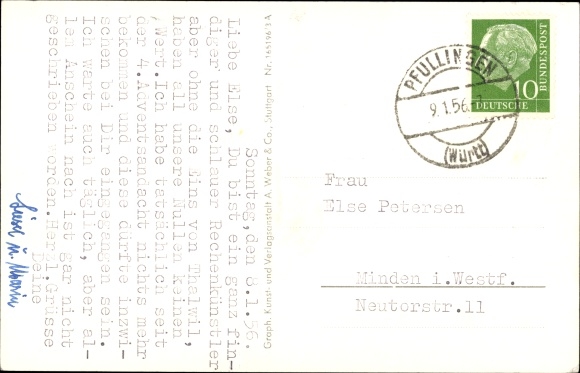 Sonntag,den 8.1.56.
Liebe Else, Du bist ein ganz fin-
diger und schlauer Rechenkünstler
aber ohne die Eins von Thalwil,
haben all unsere Nullen keinen
Wert.Ich habe tatsächlich seit
der 4.Adventsandacht nichts mehr
bekommen und diese dürfte inzwi-
schen bei Dir eingegangen sein.
Ich warte auch täglich, aber al-
lem Anschein nach ist gar nicht
geschrieben worden.Herzl.Grüsse
Deine
Graph. Kunst- und Verlagsanstalt A. Weber & Co., Stuttgart Nr. 16519
PFULLINGEN
9.1.56
(Württ)
DEUTSCHE
BUNDESPOST
10
Frau
Else Petersen
Minden i.Westf.
Neutorstr.11